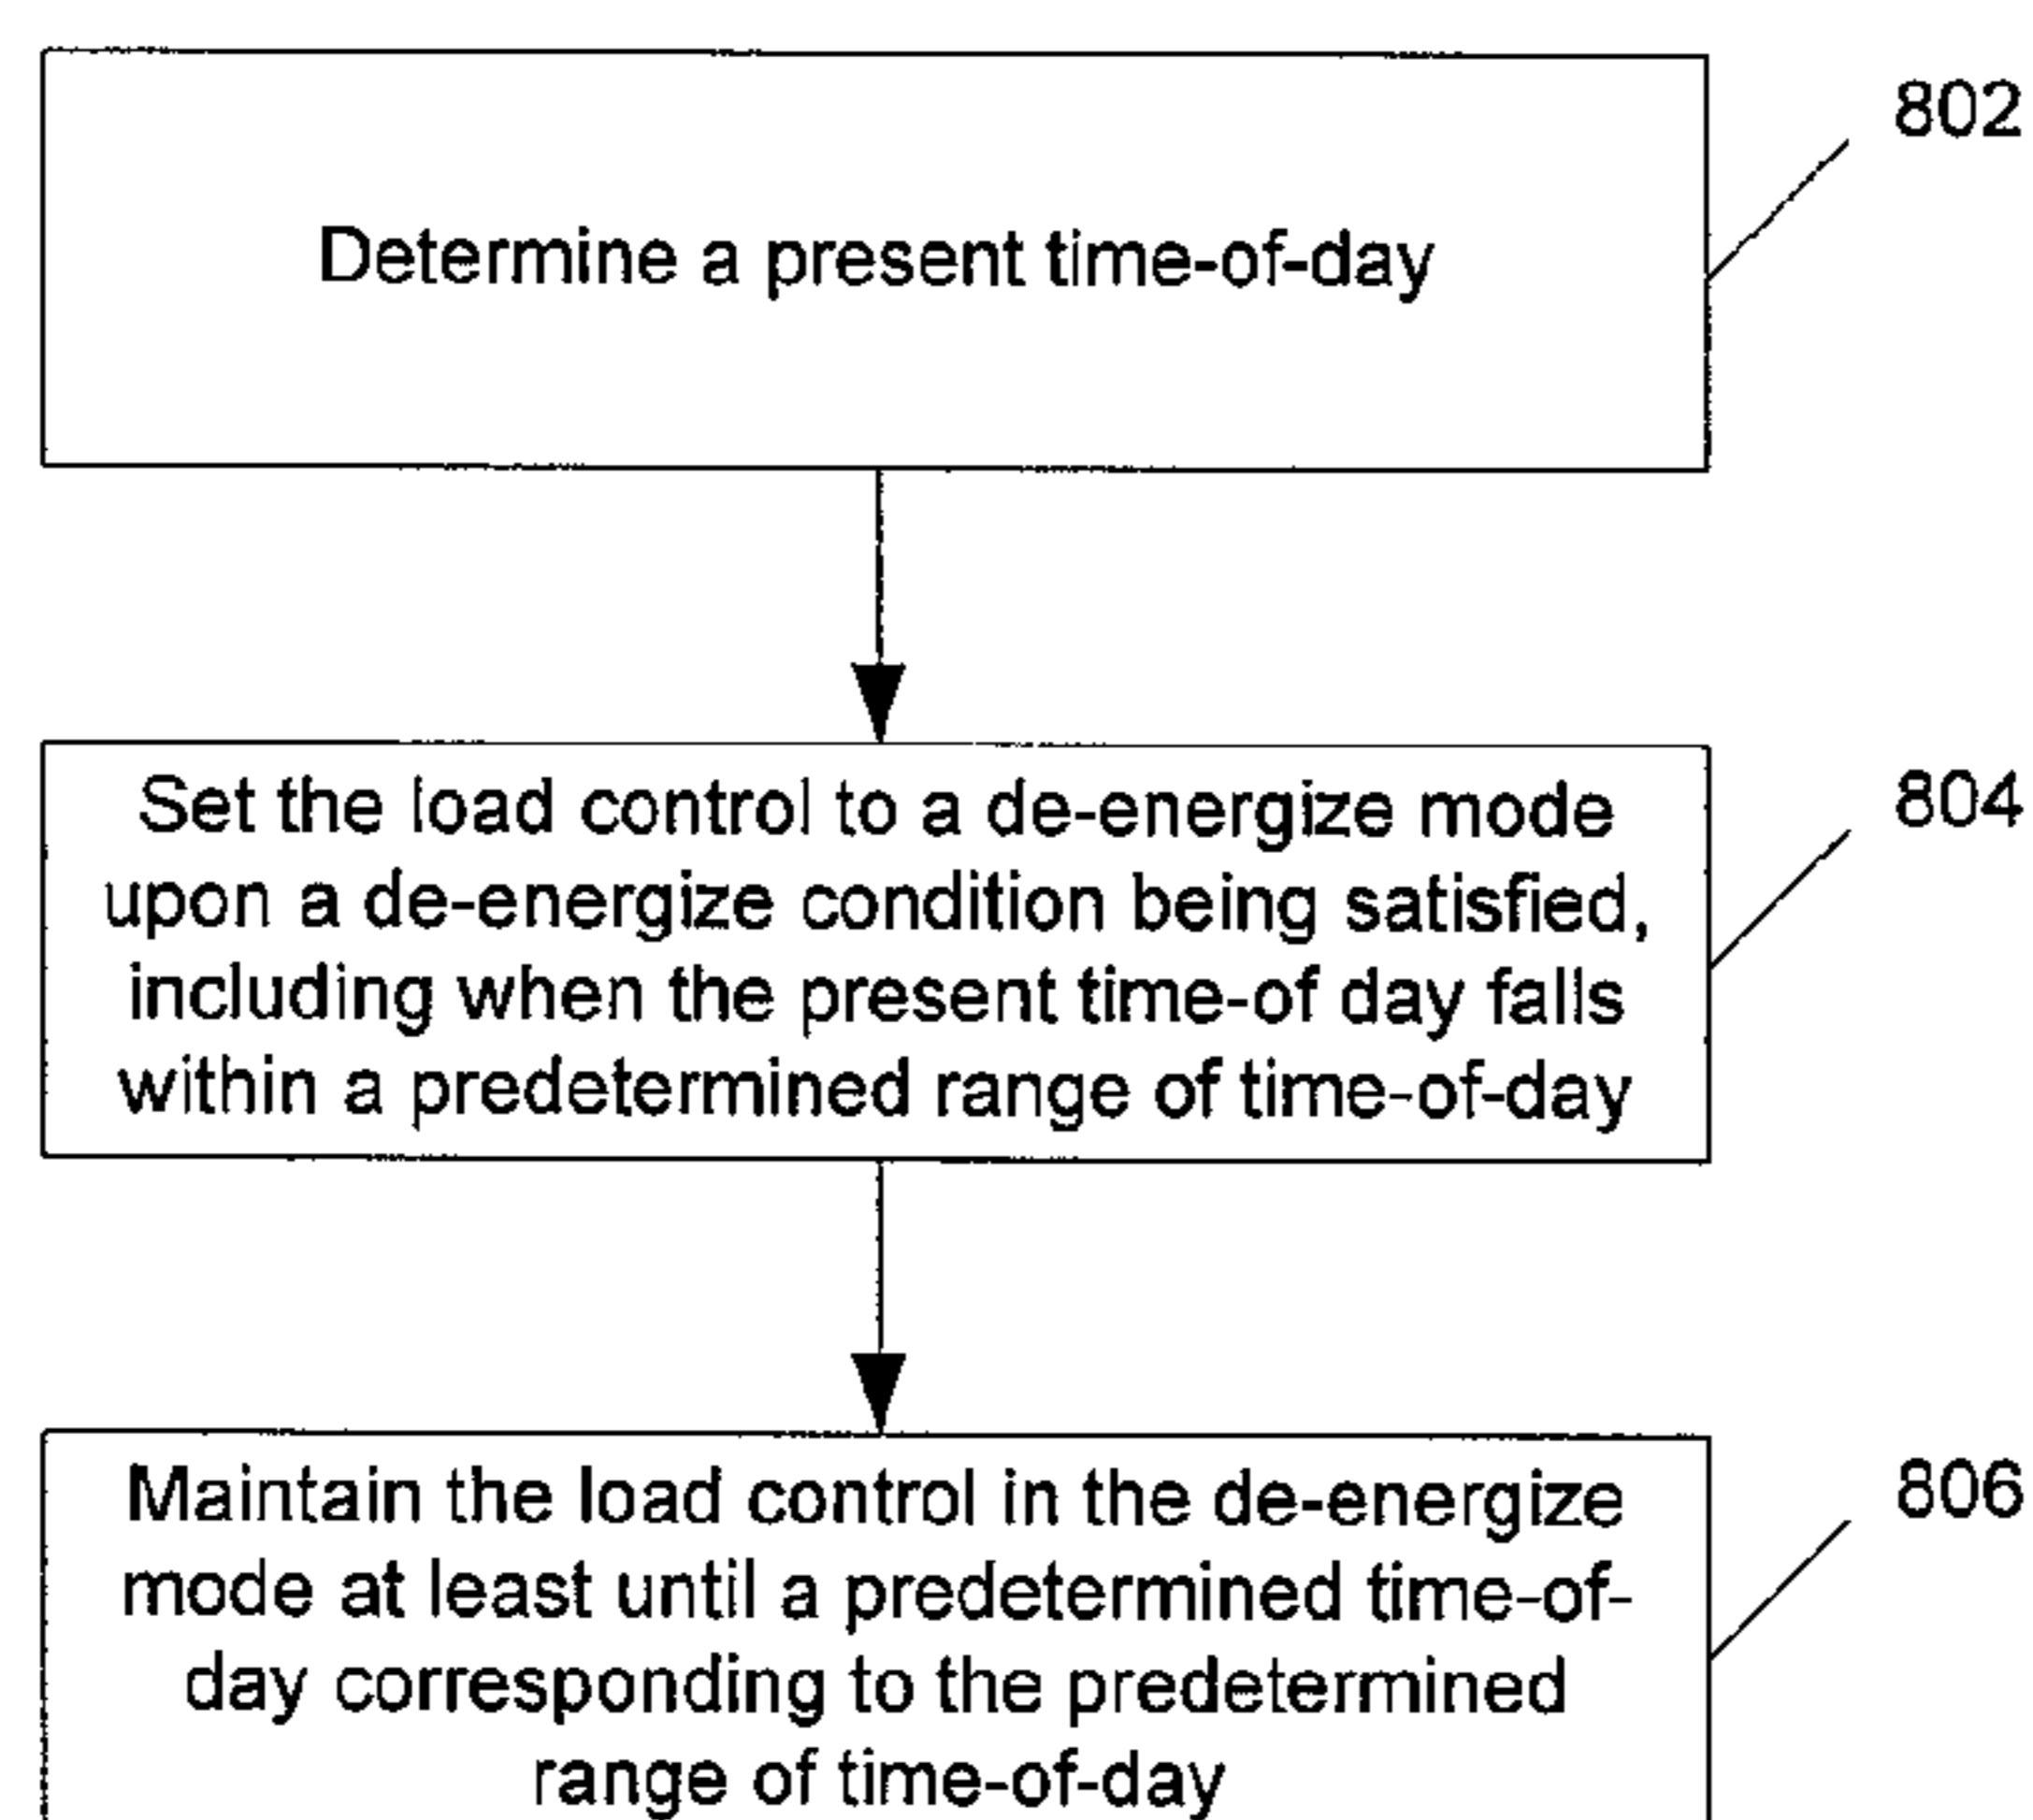 802
Determine a present time-of-day
804
Set the load control to a de-energize mode
upon a de-energize condition being satisfied,
including when the present time-of day falls
within a predetermined range of time-of-day
806
Maintain the load control in the de-energize
mode at least until a predetermined time-of-
day corresponding to the predetermined
range of time-of-day